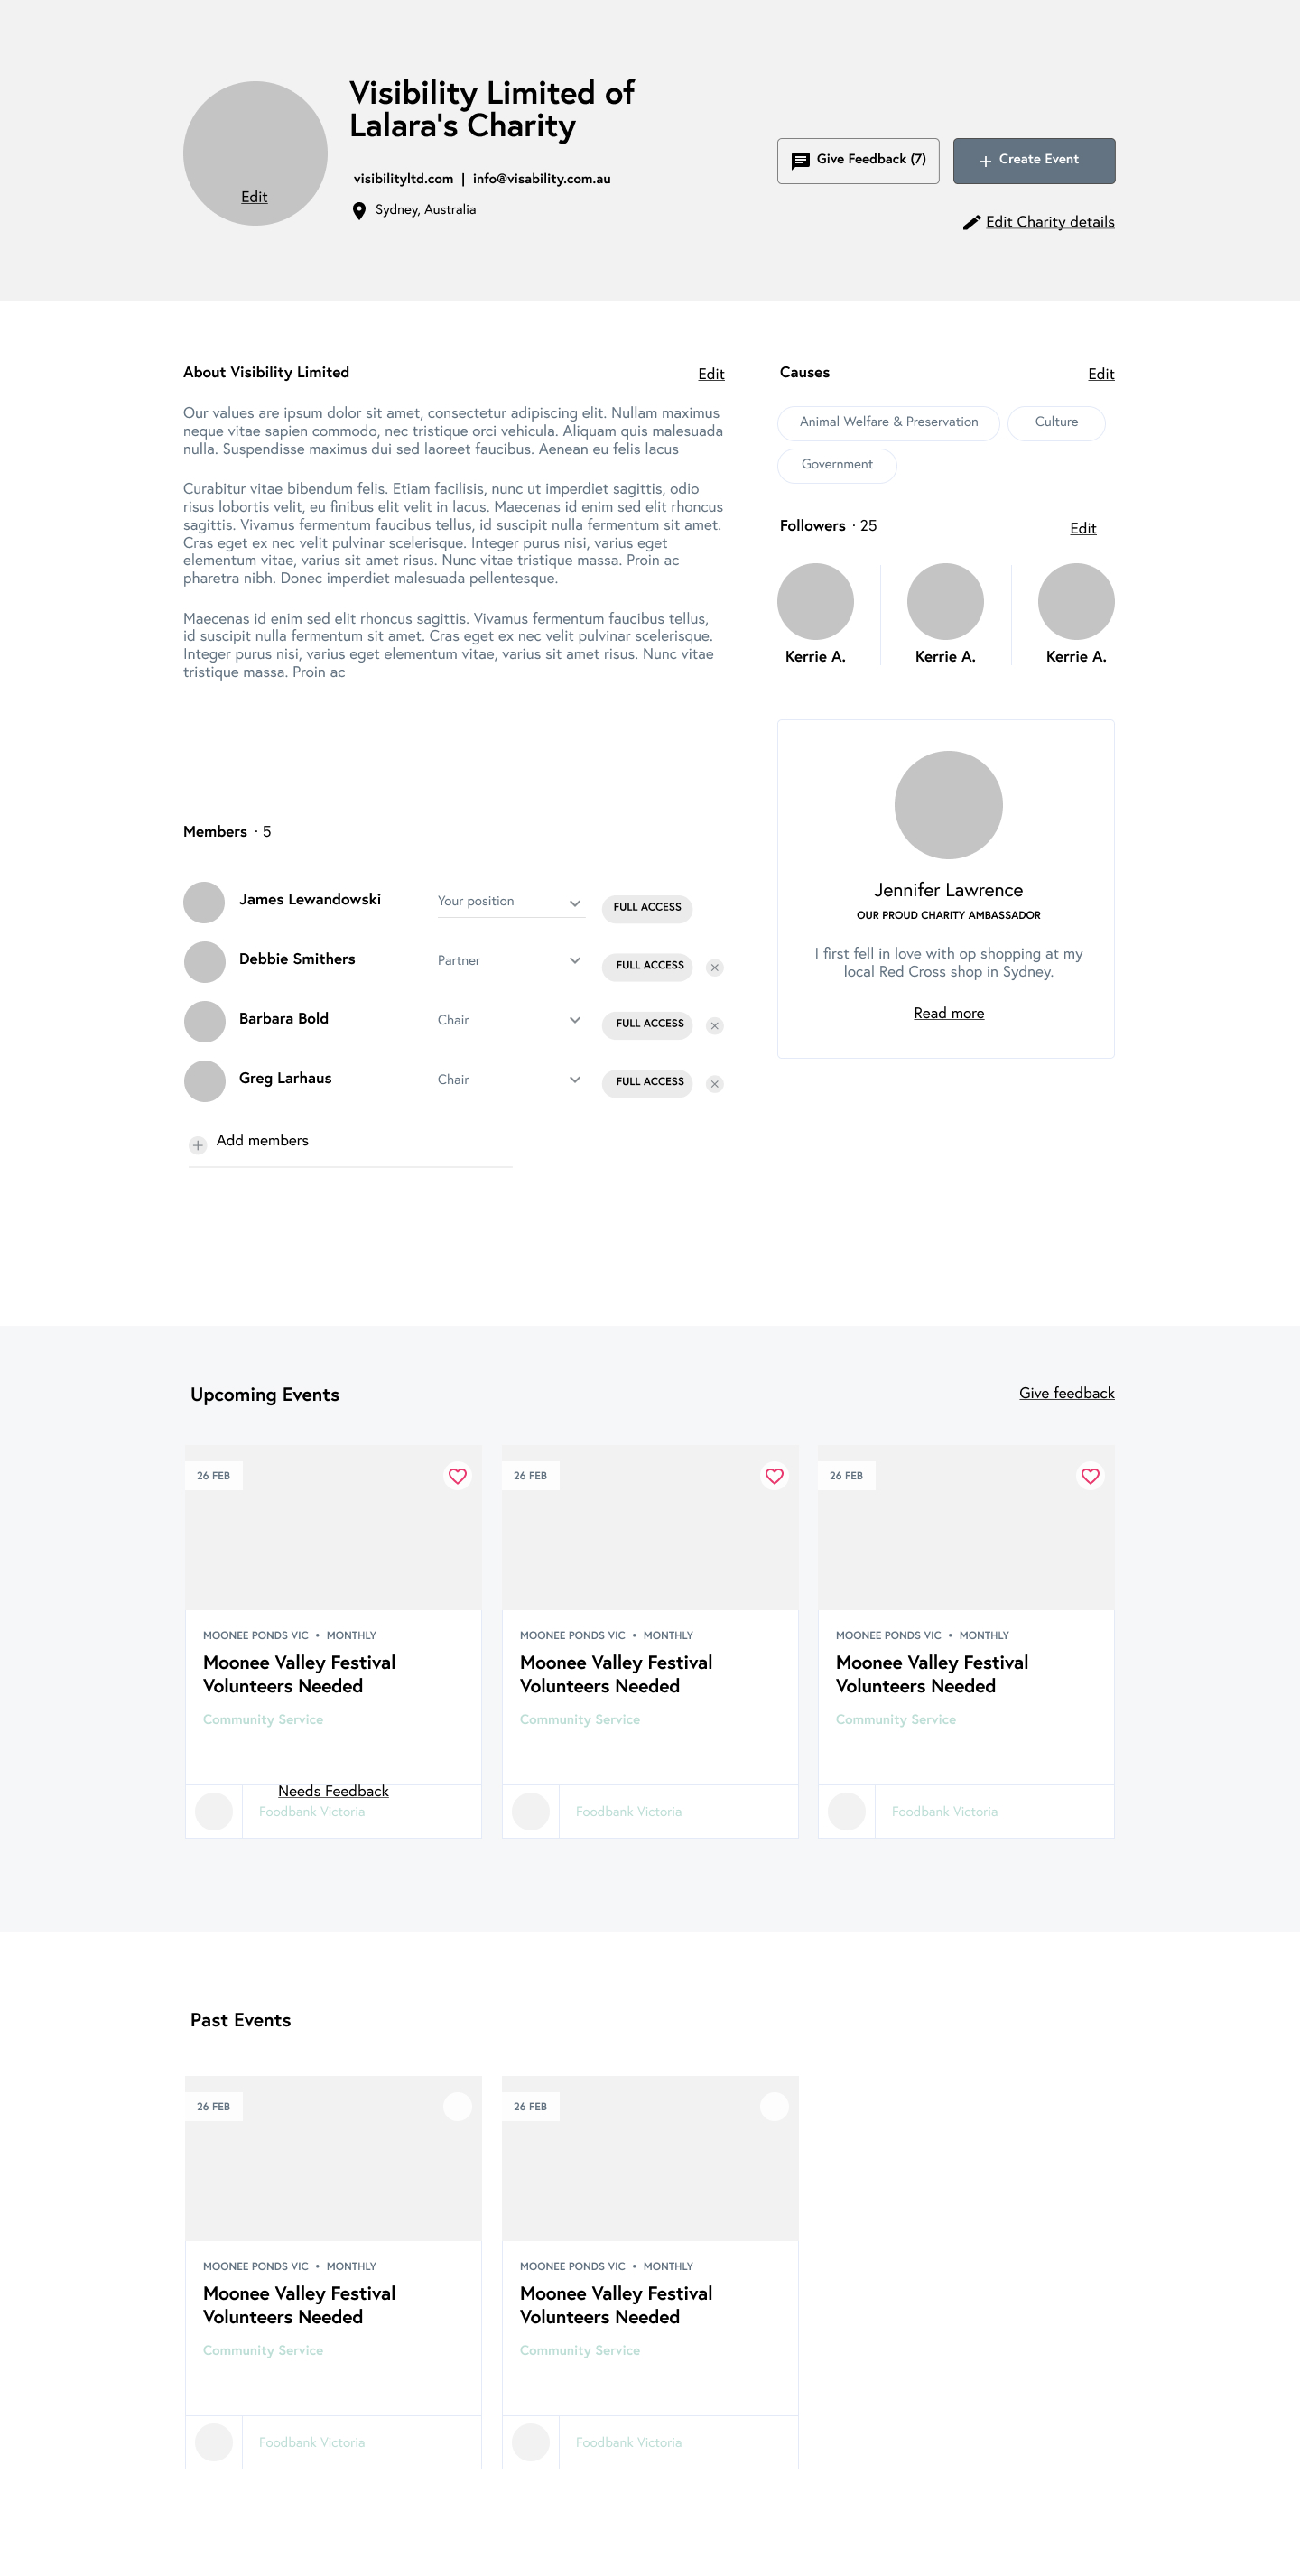 Visibility Limited of
Lalara's Charity
visibilityltd.com | info@visability.com.au
Sydney, Australia
Edit
Give Feedback (7)
Create Event
Edit Charity details
About Visibility Limited
Edit
Our values are ipsum dolor sit amet, consectetur adipiscing elit. Nullam maximus
neque vitae sapien commodo, nec tristique orci vehicula. Aliquam quis malesuada
nulla. Suspendisse maximus dui sed laoreet faucibus. Aenean eu felis lacus
Curabitur vitae bibendum felis. Etiam facilisis, nunc ut imperdiet sagittis, odio
risus lobortis velit, eu finibus elit velit in lacus. Maecenas id enim sed elit rhoncus
sagittis. Vivamus fermentum faucibus tellus, id suscipit nulla fermentum sit amet.
Cras eget ex nec velit pulvinar scelerisque. Integer purus nisi, varius eget
elementum vitae, varius sit amet risus. Nunc vitae tristique massa. Proin ac
pharetra nibh. Donec imperdiet malesuada pellentesque.
Maecenas id enim sed elit rhoncus sagittis. Vivamus fermentum faucibus tellus,
id suscipit nulla fermentum sit amet. Cras eget ex nec velit pulvinar scelerisque.
Integer purus nisi, varius eget elementum vitae, varius sit amet risus. Nunc vitae
tristique massa. Proin ac
Causes
Edit
Animal Welfare & Preservation
Culture
Government
Followers · 25
Edit
Kerrie A.
Kerrie A.
Kerrie A.
Jennifer Lawrence
OUR PROUD CHARITY AMBASSADOR
I first fell in love with op shopping at my
local Red Cross shop in Sydney.
Read more
Members · 5
James Lewandowski
Your position
FULL ACCESS
Debbie Smithers
Partner
FULL ACCESS
Barbara Bold
Chair
FULL ACCESS
Greg Larhaus
Chair
FULL ACCESS
Add members
Upcoming Events
Give feedback
26 FEB
MOONEE PONDS VIC • MONTHLY
Moonee Valley Festival
Volunteers Needed
Community Service
Needs Feedback
Foodbank Victoria
26 FEB
MOONEE PONDS VIC • MONTHLY
Moonee Valley Festival
Volunteers Needed
Community Service
Foodbank Victoria
26 FEB
MOONEE PONDS VIC • MONTHLY
Moonee Valley Festival
Volunteers Needed
Community Service
Foodbank Victoria
Past Events
26 FEB
MOONEE PONDS VIC • MONTHLY
Moonee Valley Festival
Volunteers Needed
Community Service
Foodbank Victoria
26 FEB
MOONEE PONDS VIC • MONTHLY
Moonee Valley Festival
Volunteers Needed
Community Service
Foodbank Victoria